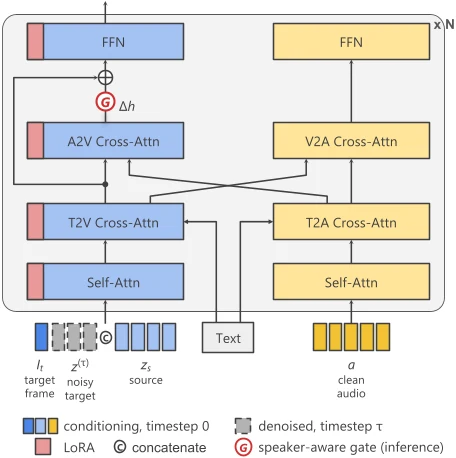 FFN
FFN
x N
G Δh
A2V Cross-Attn
V2A Cross-Attn
T2V Cross-Attn
T2A Cross-Attn
Self-Attn
Self-Attn
Text
I_t z^(τ) © z_s a
target noisy source clean
frame target audio
conditioning, timestep 0 denoised, timestep τ
LoRA © concatenate G speaker-aware gate (inference)